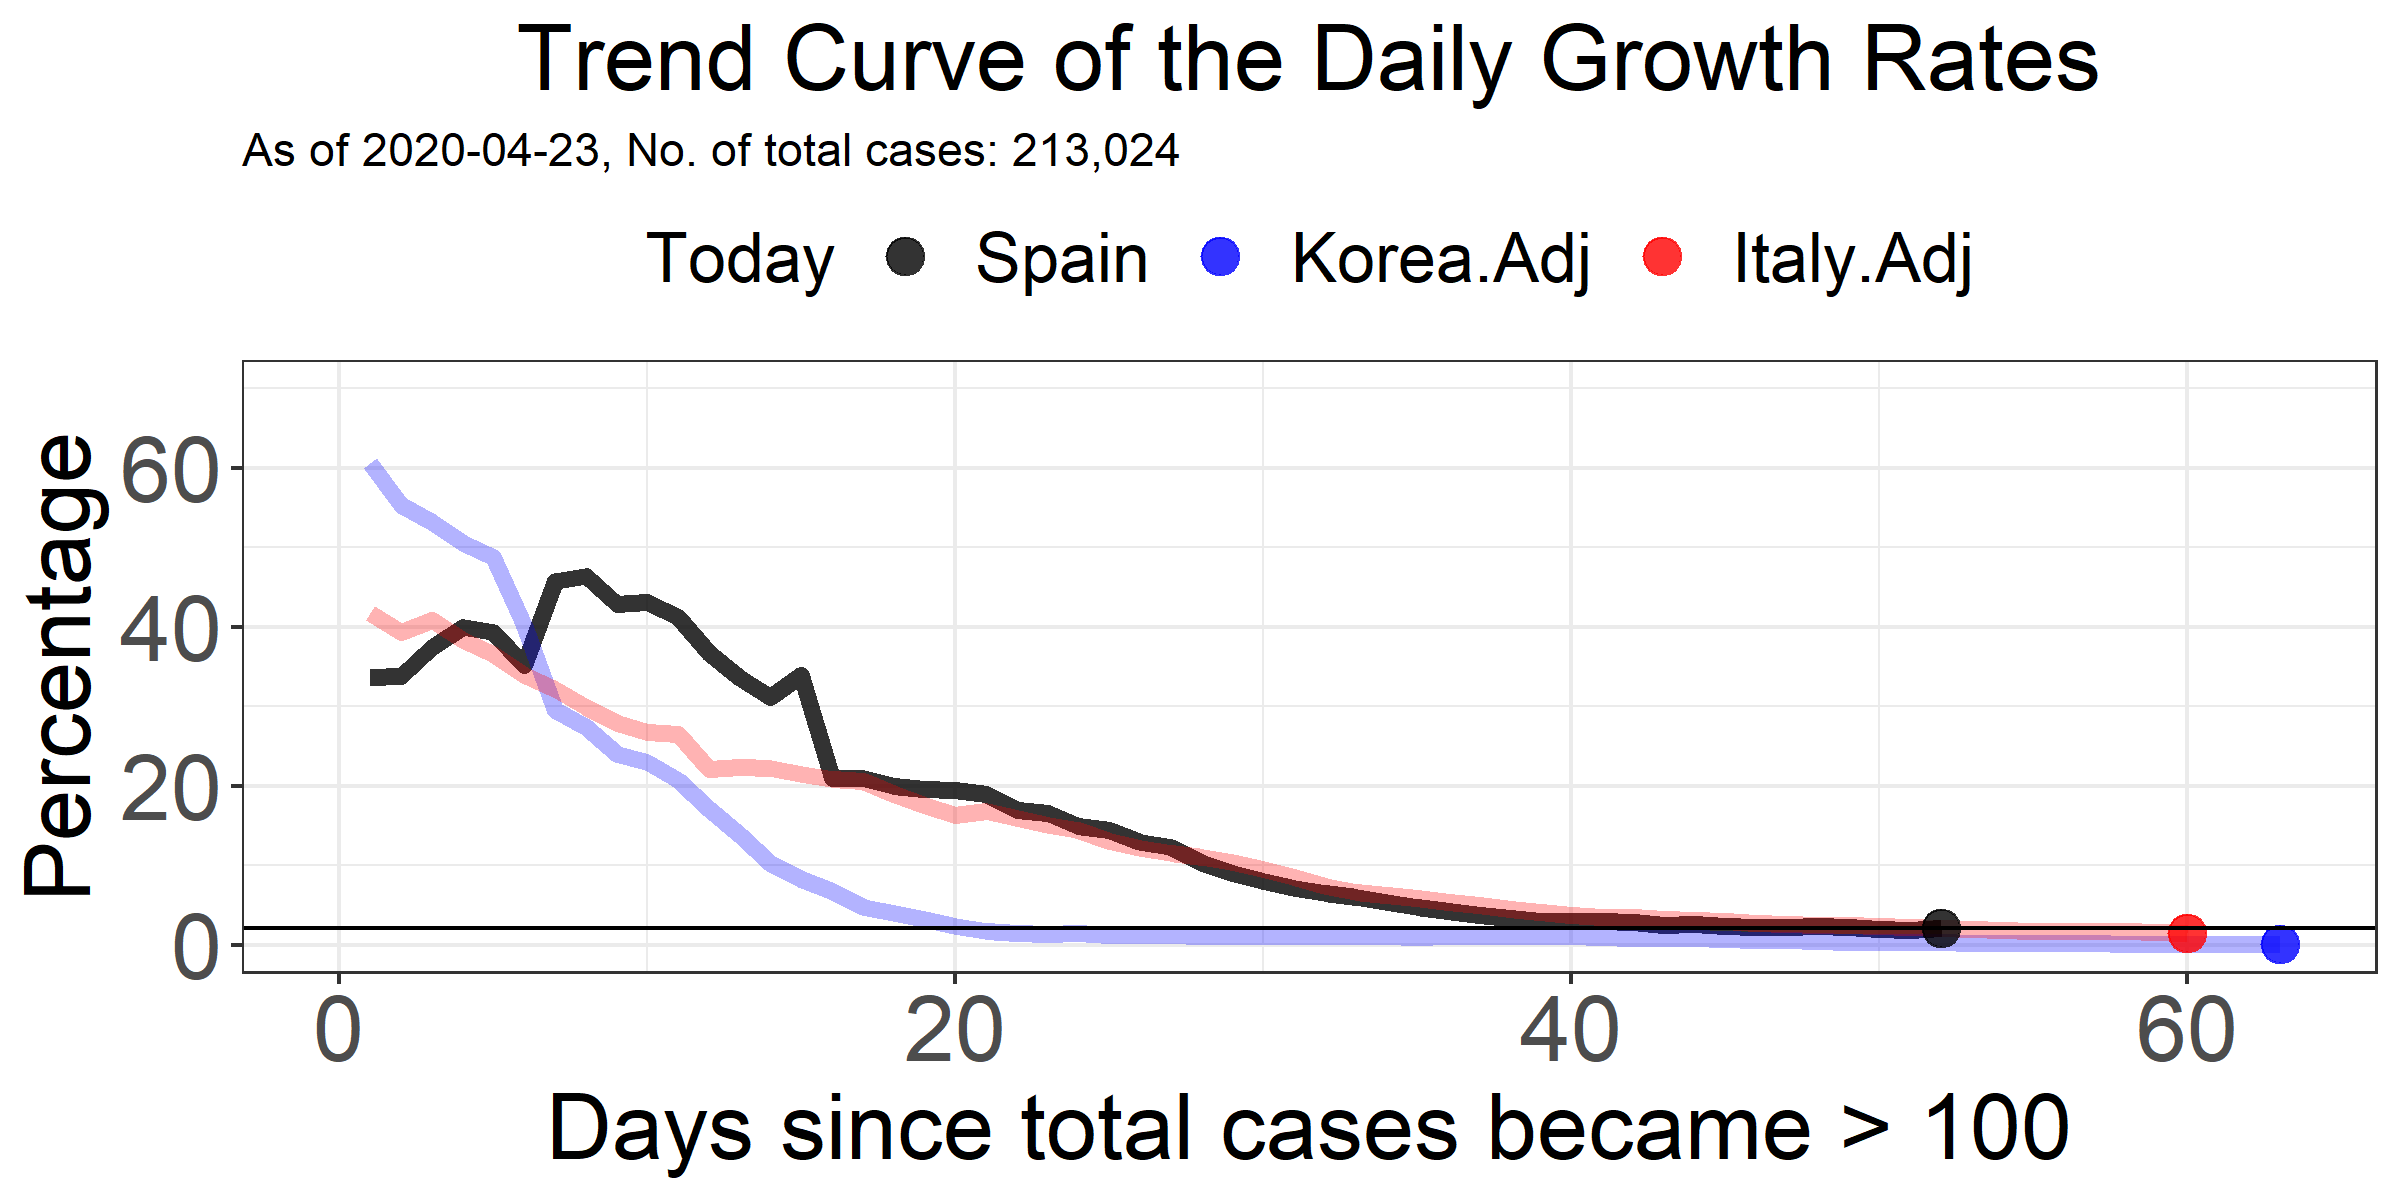 Trend Curve of the Daily Growth Rates
As of 2020-04-23, No. of total cases: 213,024
Today Spain Korea.Adj Italy.Adj
Percentage
60
40
20
0
0 20 40 60
Days since total cases became > 100